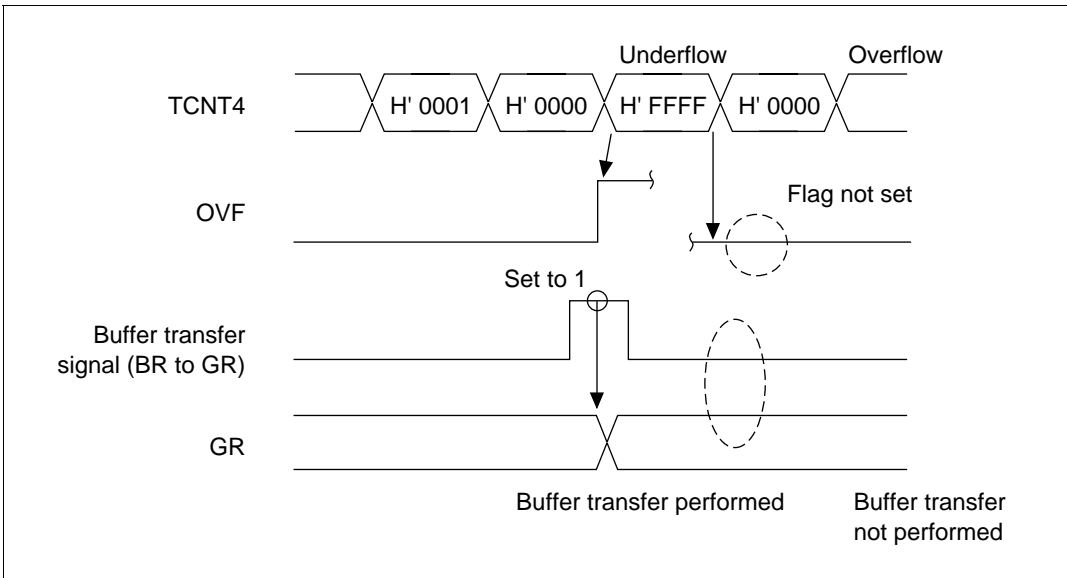 Underflow Overflow
TCNT4 H' 0001 H' 0000 H' FFFF H' 0000
OVF
Flag not set
Set to 1
Buffer transfer
signal (BR to GR)
GR
Buffer transfer performed
Buffer transfer
not performed